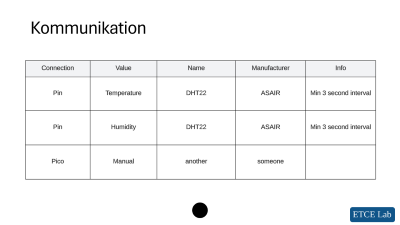 Kommunikation
Connection Value Name Manufacturer Info
Pin Temperature DHT22 ASAIR Min 3 second interval
Pin Humidity DHT22 ASAIR Min 3 second interval
Pico Manual another someone
ETCE Lab